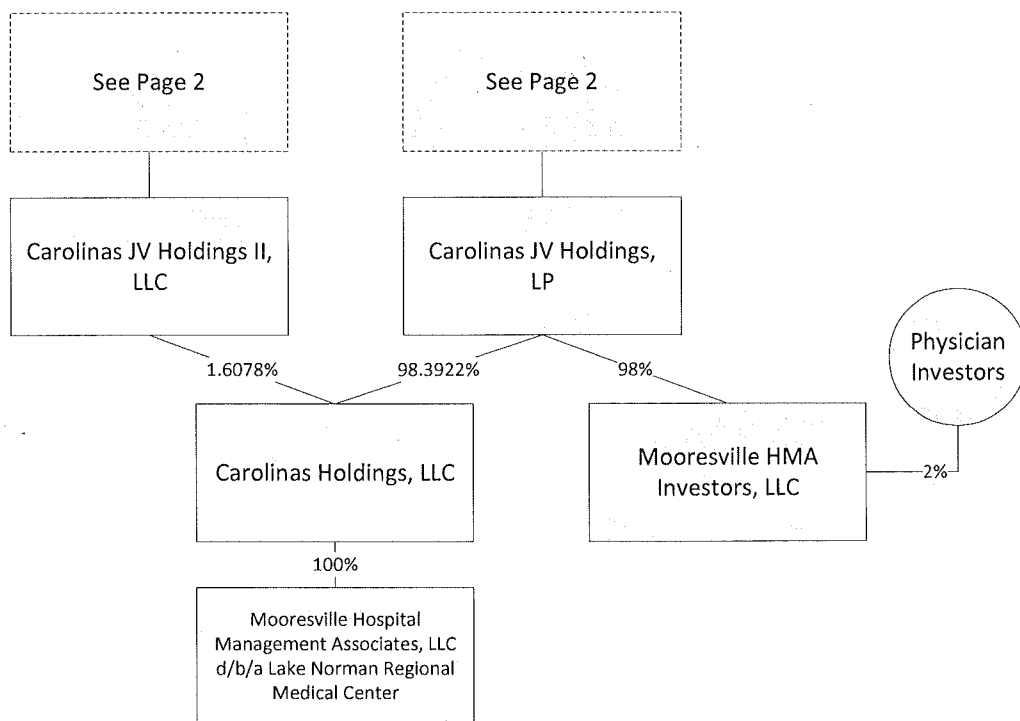 See Page 2
See Page 2
Carolinas JV Holdings II,
LLC
Carolinas JV Holdings,
LP
Physician
Investors
1.6078%
98.3922%
98%
Carolinas Holdings, LLC
Mooresville HMA
Investors, LLC
2%
100%
Mooresville Hospital
Management Associates, LLC
d/b/a Lake Norman Regional
Medical Center